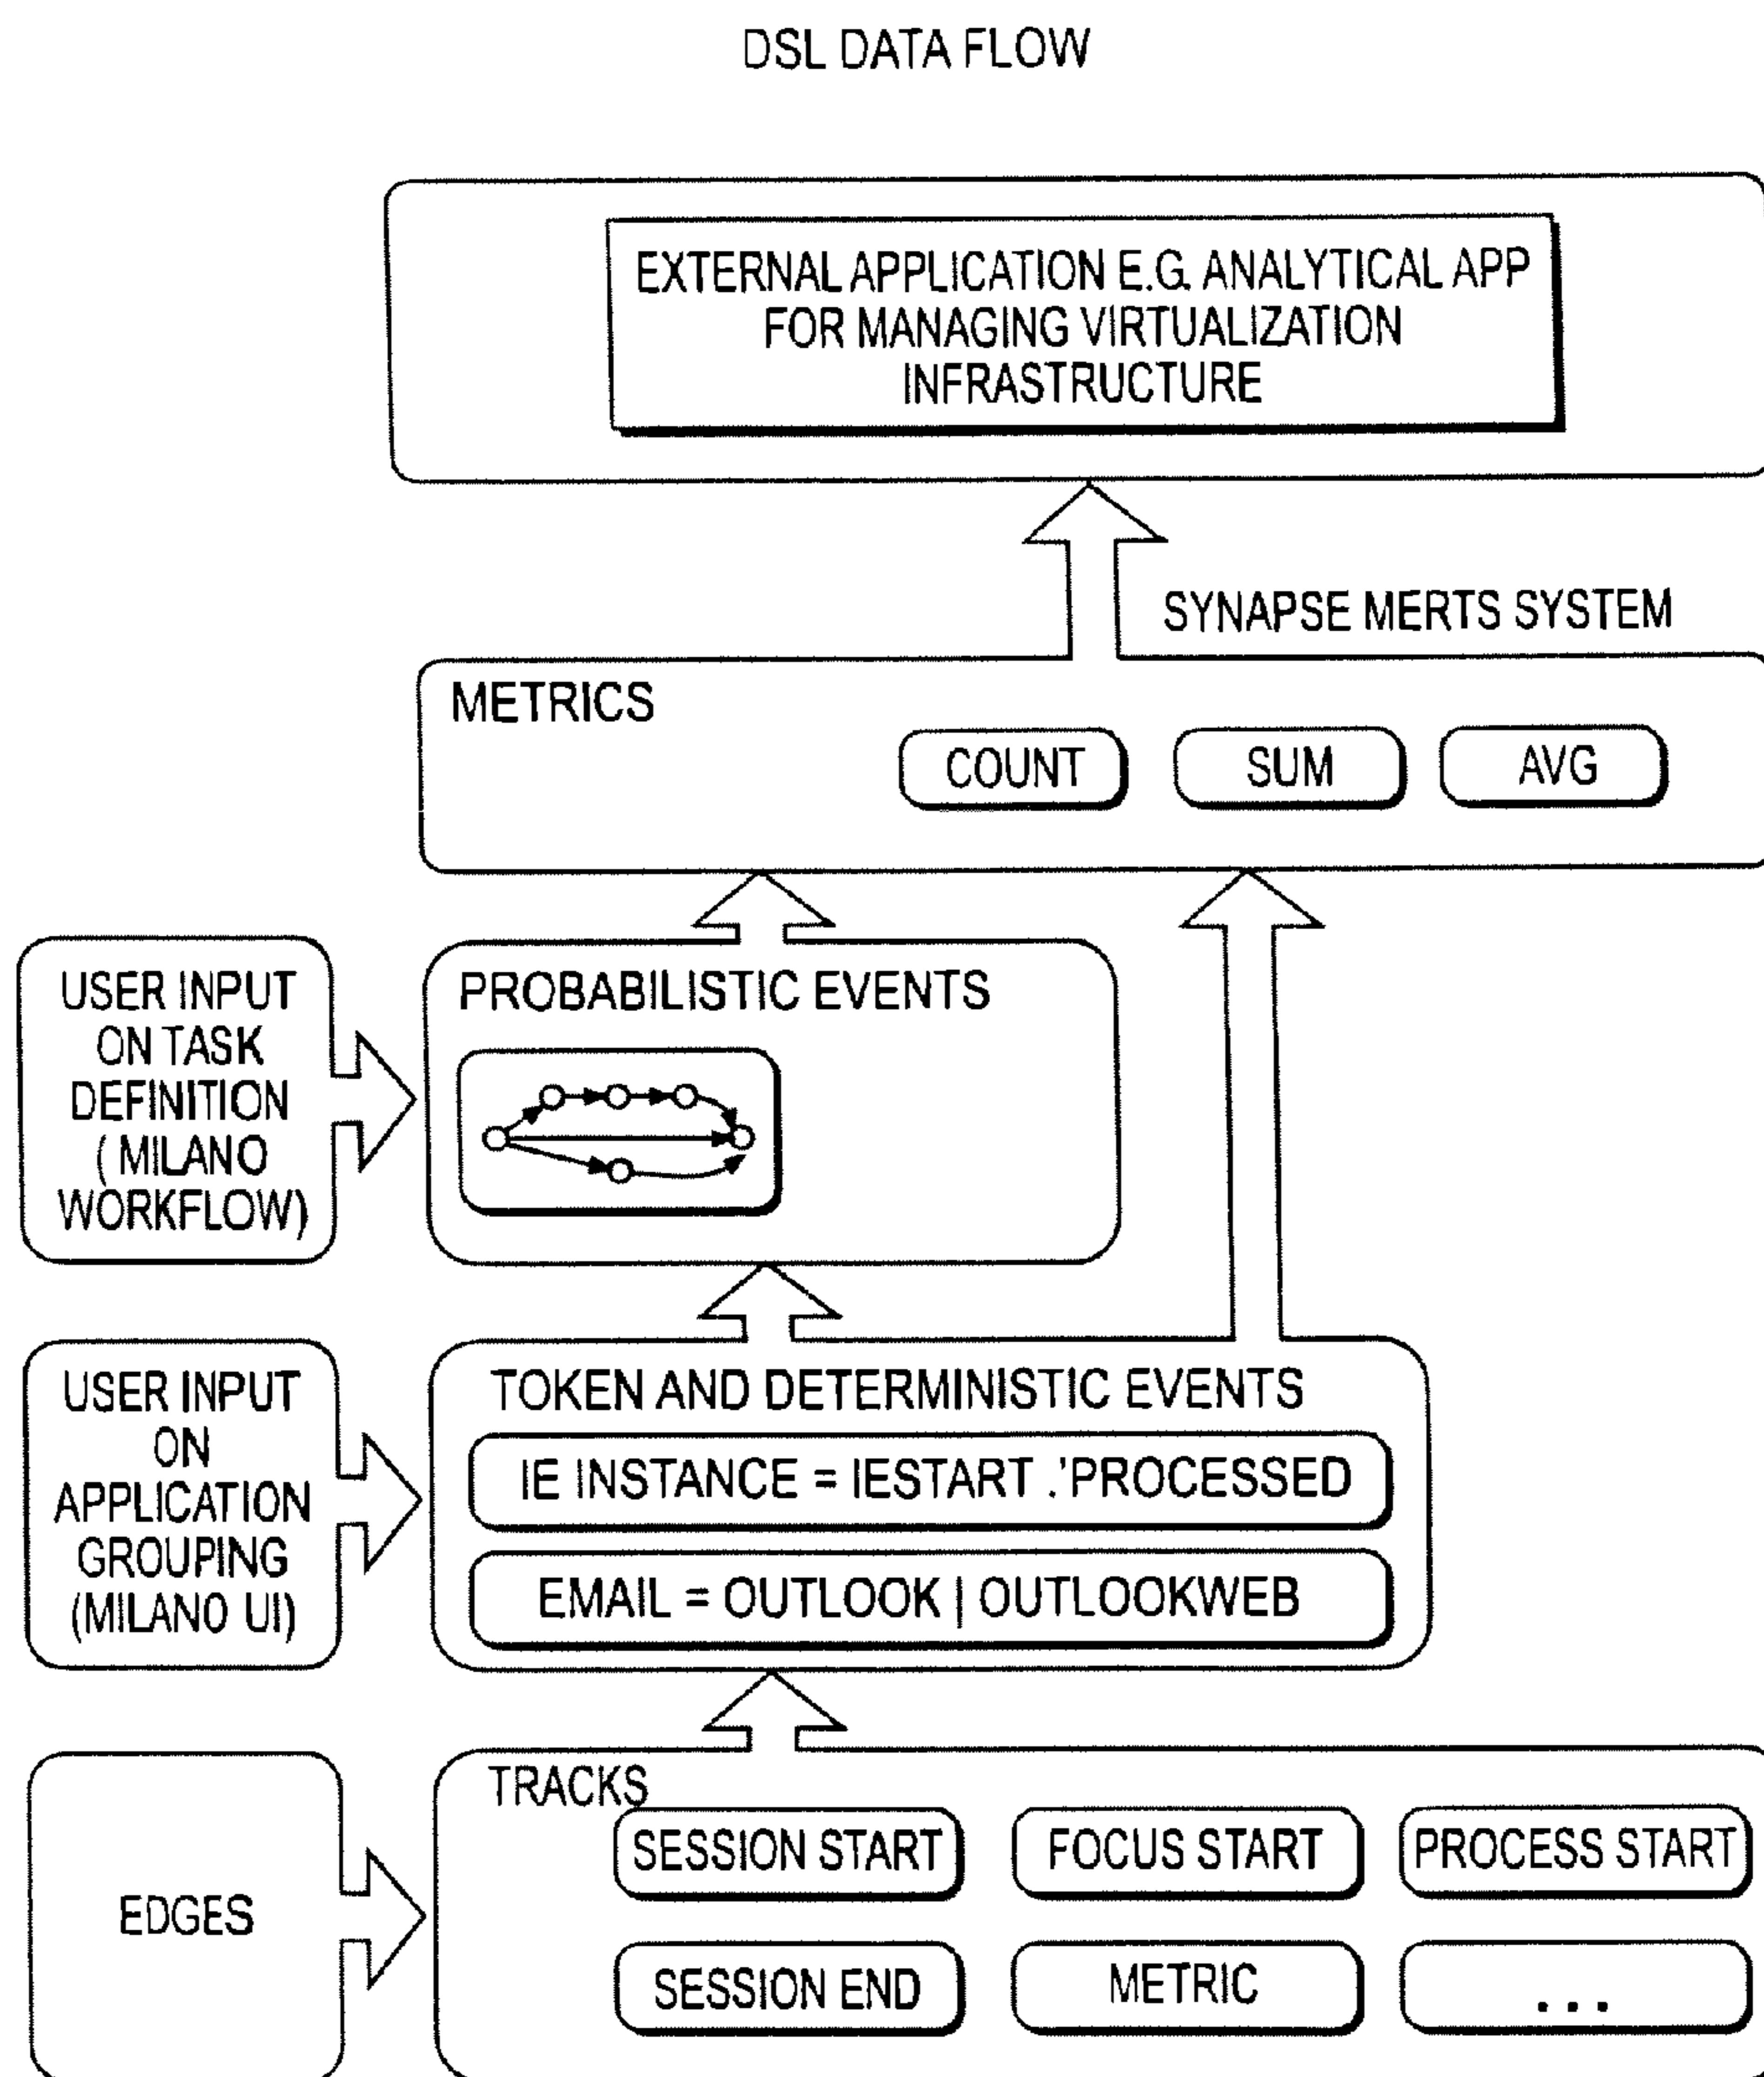 DSL DATA FLOW
EXTERNAL APPLICATION E.G. ANALYTICAL APP
FOR MANAGING VIRTUALIZATION
INFRASTRUCTURE
SYNAPSE MERTS SYSTEM
METRICS
COUNT
SUM
AVG
USER INPUT
ON TASK
DEFINITION
( MILANO
WORKFLOW)
PROBABILISTIC EVENTS
USER INPUT
ON
APPLICATION
GROUPING
(MILANO UI)
TOKEN AND DETERMINISTIC EVENTS
IE INSTANCE = IESTART .'PROCESSED
EMAIL = OUTLOOK | OUTLOOKWEB
EDGES
TRACKS
SESSION START
FOCUS START
PROCESS START
SESSION END
METRIC
...